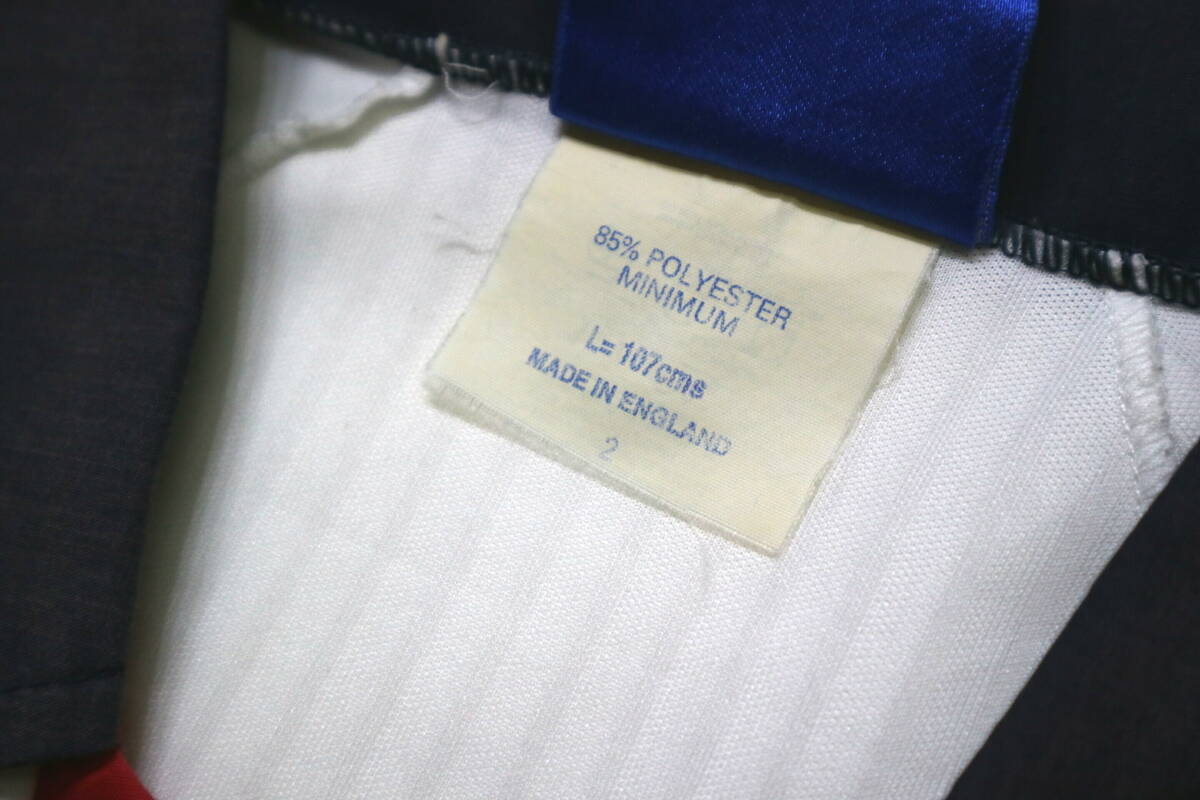 85% POLYESTER
MINIMUM
L= 107cms
MADE IN ENGLAND
2